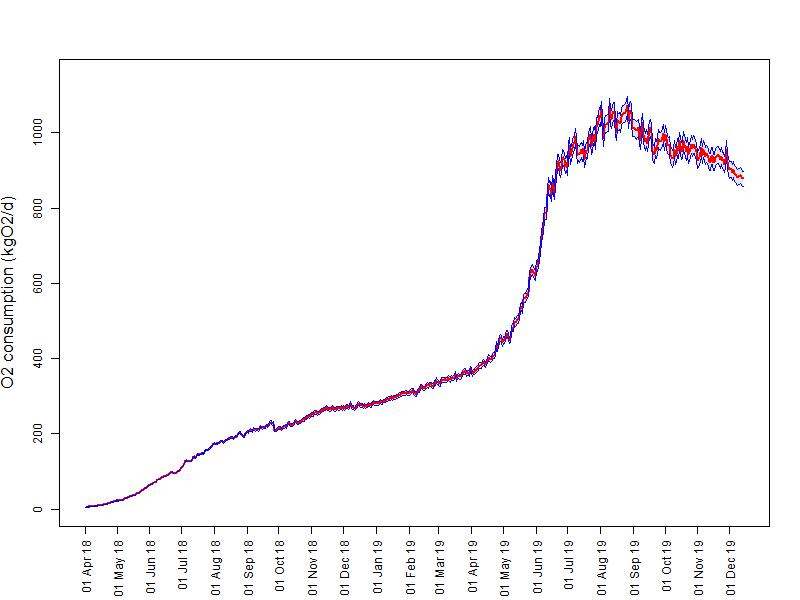 O2 consumption (kgO2/d)
1000
800
600
400
200
0
01 Apr 18
01 May 18
01 Jun 18
01 Jul 18
01 Aug 18
01 Sep 18
01 Oct 18
01 Nov 18
01 Dec 18
01 Jan 19
01 Feb 19
01 Mar 19
01 Apr 19
01 May 19
01 Jun 19
01 Jul 19
01 Aug 19
01 Sep 19
01 Oct 19
01 Nov 19
01 Dec 19